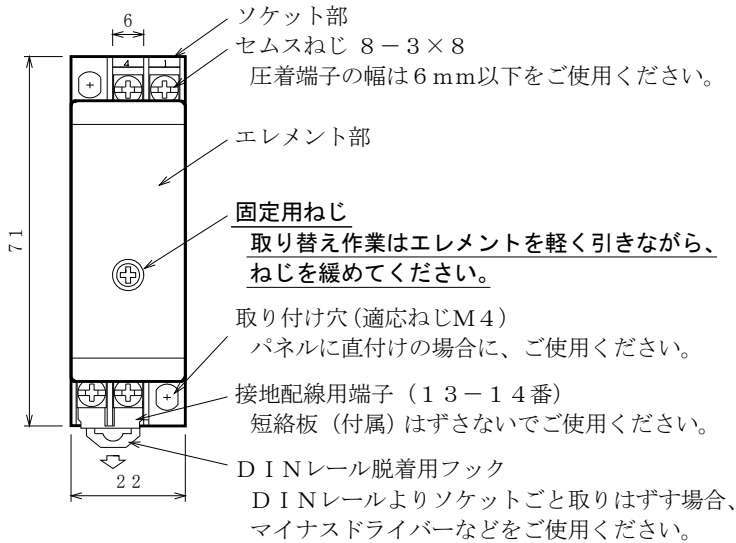 6
ソケット部
セムスねじ ８－３×８
圧着端子の幅は６ｍｍ以下をご使用ください。
4 1
エレメント部
71
固定用ねじ
取り替え作業はエレメントを軽く引きながら、
ねじを緩めてください。
取り付け穴(適応ねじＭ４)
パネルに直付けの場合に、ご使用ください。
接地配線用端子（１３－１４番）
短絡板（付属）はずさないでご使用ください。
ＤＩＮレール脱着用フック
22
ＤＩＮレールよりソケットごと取りはずす場合、
マイナスドライバーなどをご使用ください。